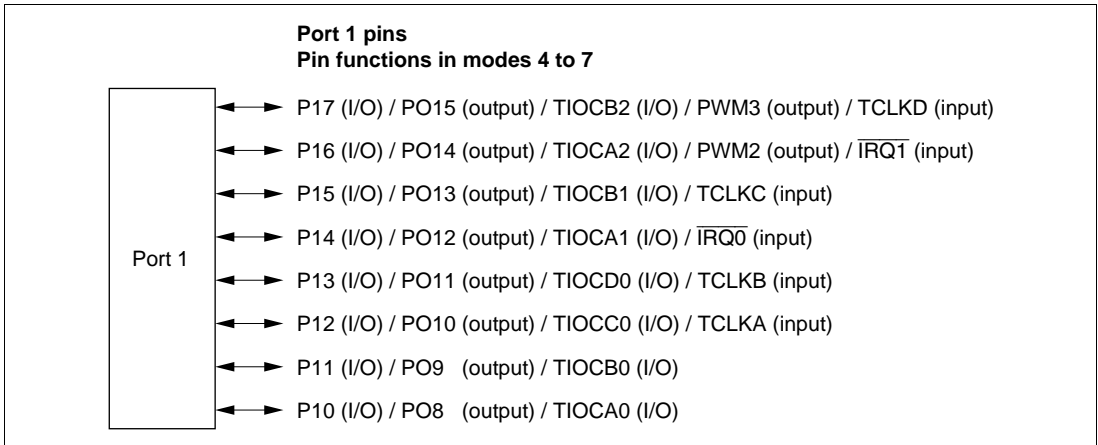 Port 1 pins
Pin functions in modes 4 to 7
P17 (I/O) / PO15 (output) / TIOCB2 (I/O) / PWM3 (output) / TCLKD (input)
P16 (I/O) / PO14 (output) / TIOCA2 (I/O) / PWM2 (output) / I̅R̅Q̅1̅ (input)
P15 (I/O) / PO13 (output) / TIOCB1 (I/O) / TCLKC (input)
P14 (I/O) / PO12 (output) / TIOCA1 (I/O) / I̅R̅Q̅0̅ (input)
Port 1
P13 (I/O) / PO11 (output) / TIOCD0 (I/O) / TCLKB (input)
P12 (I/O) / PO10 (output) / TIOCC0 (I/O) / TCLKA (input)
P11 (I/O) / PO9 (output) / TIOCB0 (I/O)
P10 (I/O) / PO8 (output) / TIOCA0 (I/O)